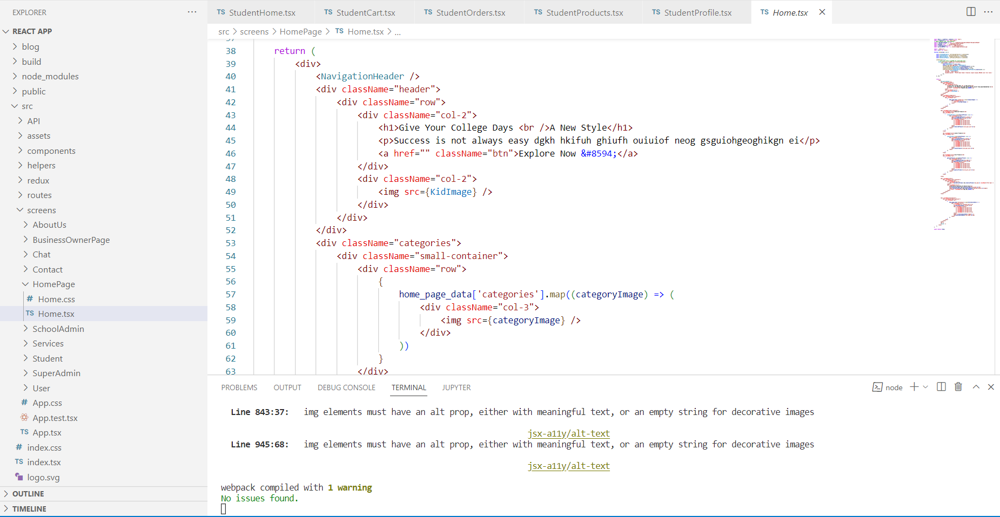 EXPLORER
REACT APP
blog
build
node_modules
public
src
API
assets
components
helpers
redux
routes
screens
AboutUs
BusinessOwnerPage
Chat
Contact
HomePage
# Home.css
TS Home.tsx
SchoolAdmin
Services
Student
SuperAdmin
User
# App.css
App.test.tsx
TS App.tsx
# index.css
TS index.tsx
logo.svg
OUTLINE
TIMELINE
TS StudentHome.tsx TS StudentCart.tsx TS StudentOrders.tsx TS StudentProducts.tsx TS StudentProfile.tsx TS Home.tsx
src > screens > HomePage > TS Home.tsx > ...
37
38 return (
39 <div>
40 <NavigationHeader />
41 <div className="header">
42 <div className="row">
43 <div className="col-2">
44 <h1>Give Your College Days <br />A New Style</h1>
45 <p>Success is not always easy dgkh hkifuh ghiufh ouiuiof neog gsguiohgeoghikgn ei</p>
46 <a href="" className="btn">Explore Now &#8594;</a>
47 </div>
48 <div className="col-2">
49 <img src={KidImage} />
50 </div>
51 </div>
52 </div>
53 <div className="categories">
54 <div className="small-container">
55 <div className="row">
56 {
57 home_page_data['categories'].map((categoryImage) => (
58 <div className="col-3">
59 <img src={categoryImage} />
60 </div>
61 ))
62 }
63 </div>
PROBLEMS OUTPUT DEBUG CONSOLE TERMINAL JUPYTER node
Line 843:37: img elements must have an alt prop, either with meaningful text, or an empty string for decorative images
jsx-a11y/alt-text
Line 945:68: img elements must have an alt prop, either with meaningful text, or an empty string for decorative images
jsx-a11y/alt-text
webpack compiled with 1 warning
No issues found.